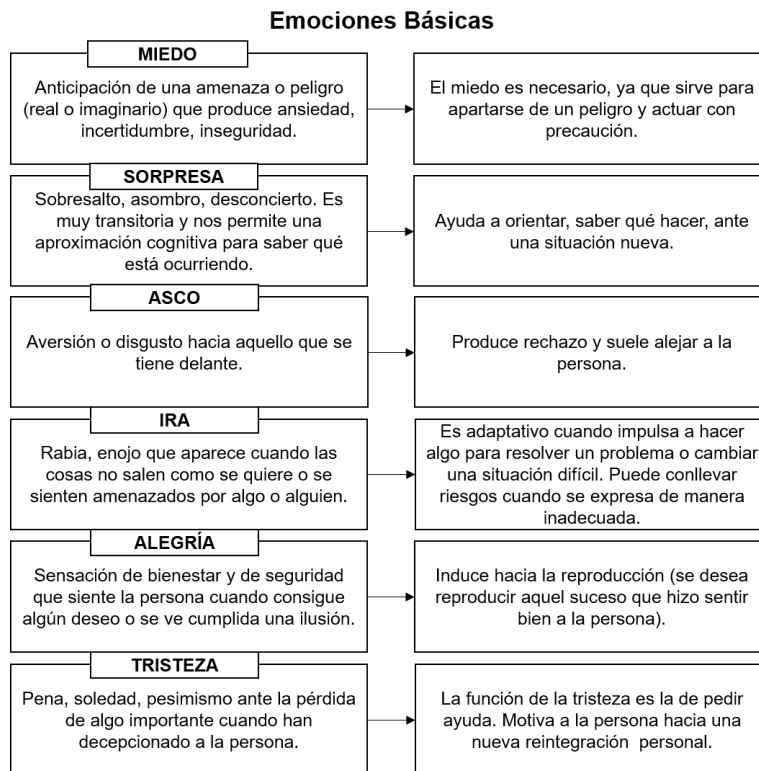 Emociones Básicas
MIEDO
Anticipación de una amenaza o peligro
(real o imaginario) que produce ansiedad,
incertidumbre, inseguridad.
El miedo es necesario, ya que sirve para
apartarse de un peligro y actuar con
precaución.
SORPRESA
Sobresalto, asombro, desconcierto. Es
muy transitoria y nos permite una
aproximación cognitiva para saber qué
está ocurriendo.
Ayuda a orientar, saber qué hacer, ante
una situación nueva.
ASCO
Aversión o disgusto hacia aquello que se
tiene delante.
Produce rechazo y suele alejar a la
persona.
IRA
Rabia, enojo que aparece cuando las
cosas no salen como se quiere o se
sienten amenazados por algo o alguien.
Es adaptativo cuando impulsa a hacer
algo para resolver un problema o cambiar
una situación difícil. Puede conllevar
riesgos cuando se expresa de manera
inadecuada.
ALEGRÍA
Sensación de bienestar y de seguridad
que siente la persona cuando consigue
algún deseo o se ve cumplida una ilusión.
Induce hacia la reproducción (se desea
reproducir aquel suceso que hizo sentir
bien a la persona).
TRISTEZA
Pena, soledad, pesimismo ante la pérdida
de algo importante cuando han
decepcionado a la persona.
La función de la tristeza es la de pedir
ayuda. Motiva a la persona hacia una
nueva reintegración personal.